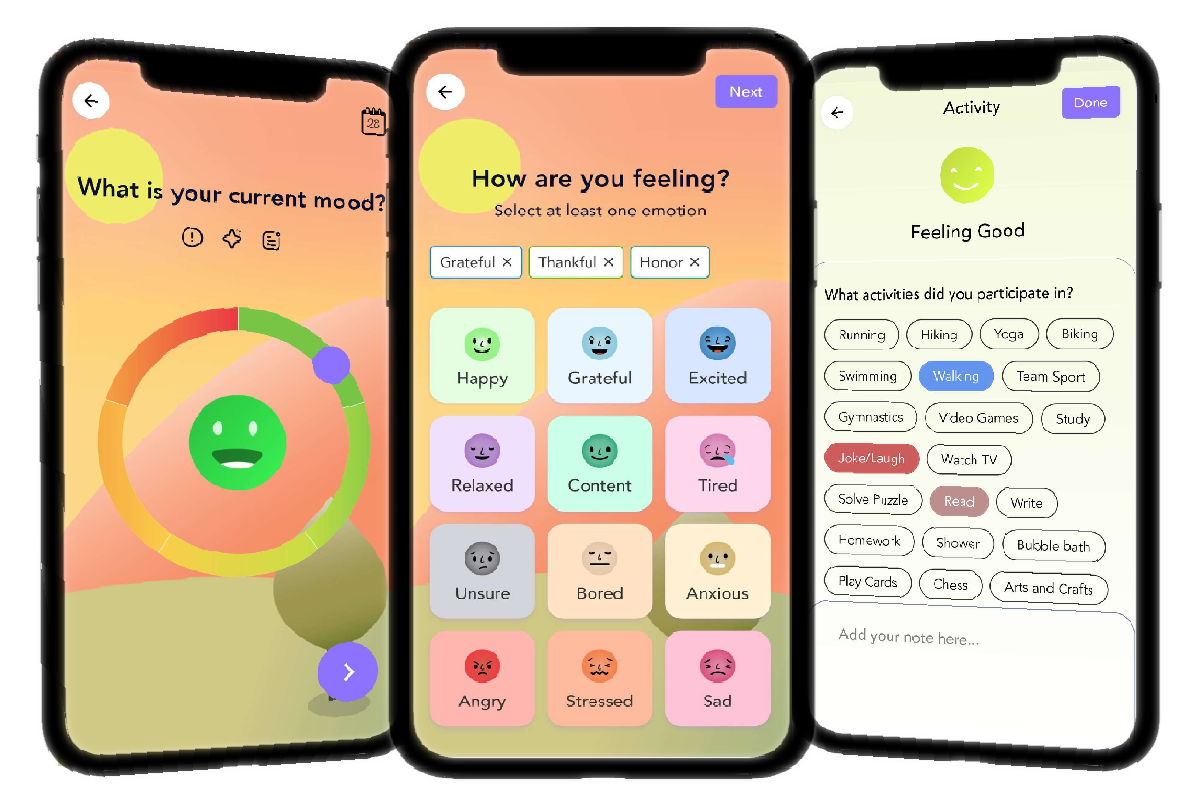 28
What is your current mood?
Next
How are you feeling?
Select at least one emotion
Grateful ✕ Thankful ✕ Honor ✕
Happy Grateful Excited
Relaxed Content Tired
Unsure Bored Anxious
Angry Stressed Sad
Activity Done
Feeling Good
What activities did you participate in?
Running Hiking Yoga Biking
Swimming Walking Team Sport
Gymnastics Video Games Study
Joke/Laugh Watch TV
Solve Puzzle Read Write
Homework Shower Bubble bath
Play Cards Chess Arts and Crafts
Add your note here...